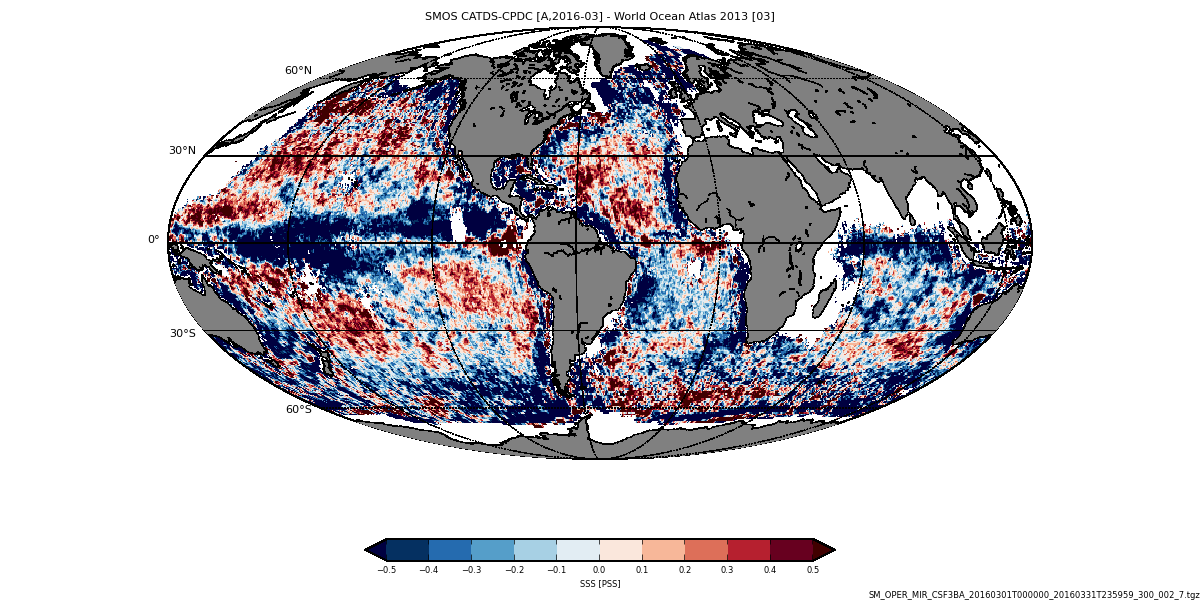 SMOS CATDS-CPDC [A,2016-03] - World Ocean Atlas 2013 [03]
60°N
30°N
0°
30°S
60°S
−0.5 −0.4 −0.3 −0.2 −0.1 0.0 0.1 0.2 0.3 0.4 0.5
SSS [PSS]
SM_OPER_MIR_CSF3BA_20160301T000000_20160331T235959_300_002_7.tgz